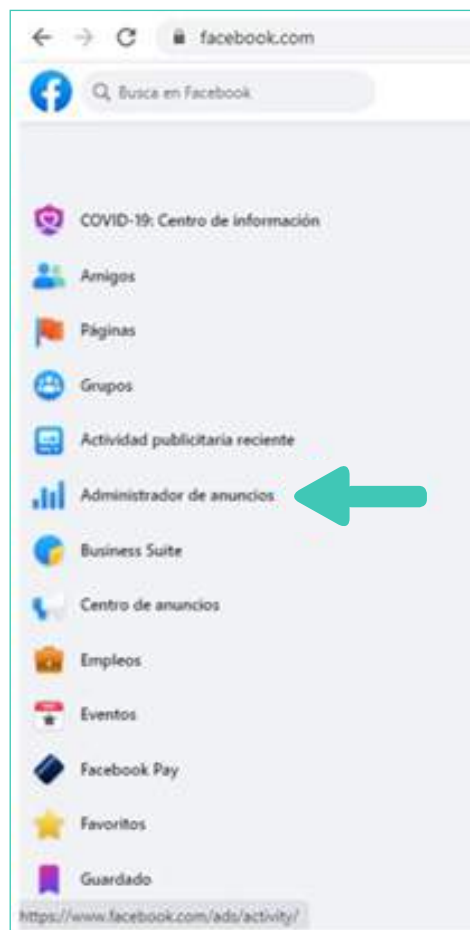 facebook.com
Busca en Facebook
COVID-19: Centro de información
Amigos
Páginas
Grupos
Actividad publicitaria reciente
Administrador de anuncios
Business Suite
Centro de anuncios
Empleos
Eventos
Facebook Pay
Favoritos
Guardado
https://www.facebook.com/ads/activity/